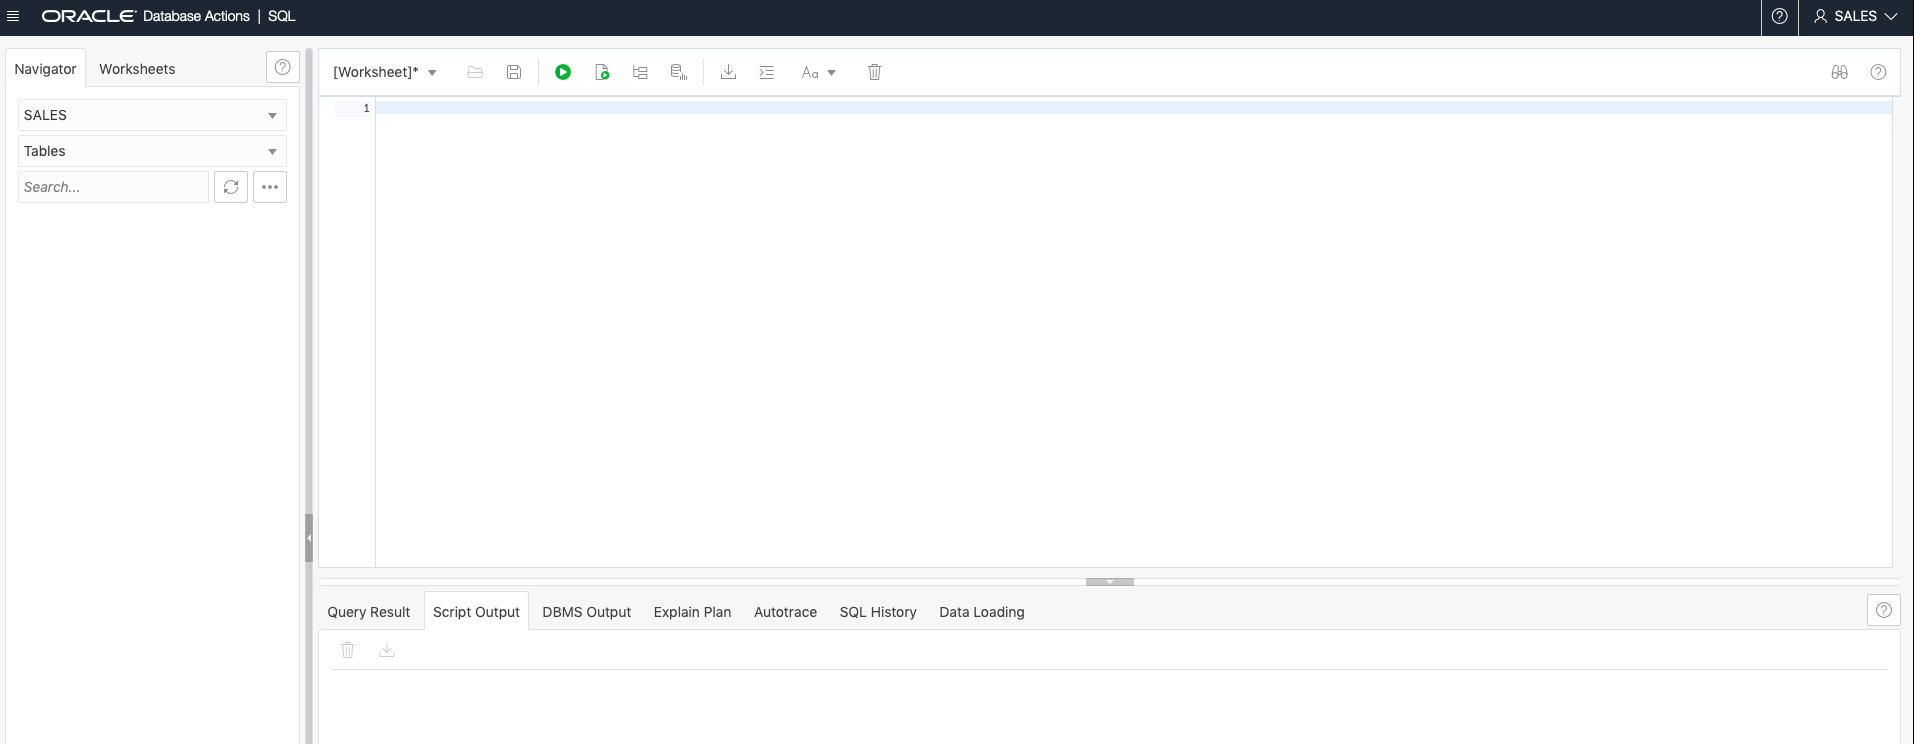 ORACLE Database Actions | SQL
SALES
Navigator
Worksheets
SALES
Tables
Search...
[Worksheet]*
Aa
1
Query Result
Script Output
DBMS Output
Explain Plan
Autotrace
SQL History
Data Loading